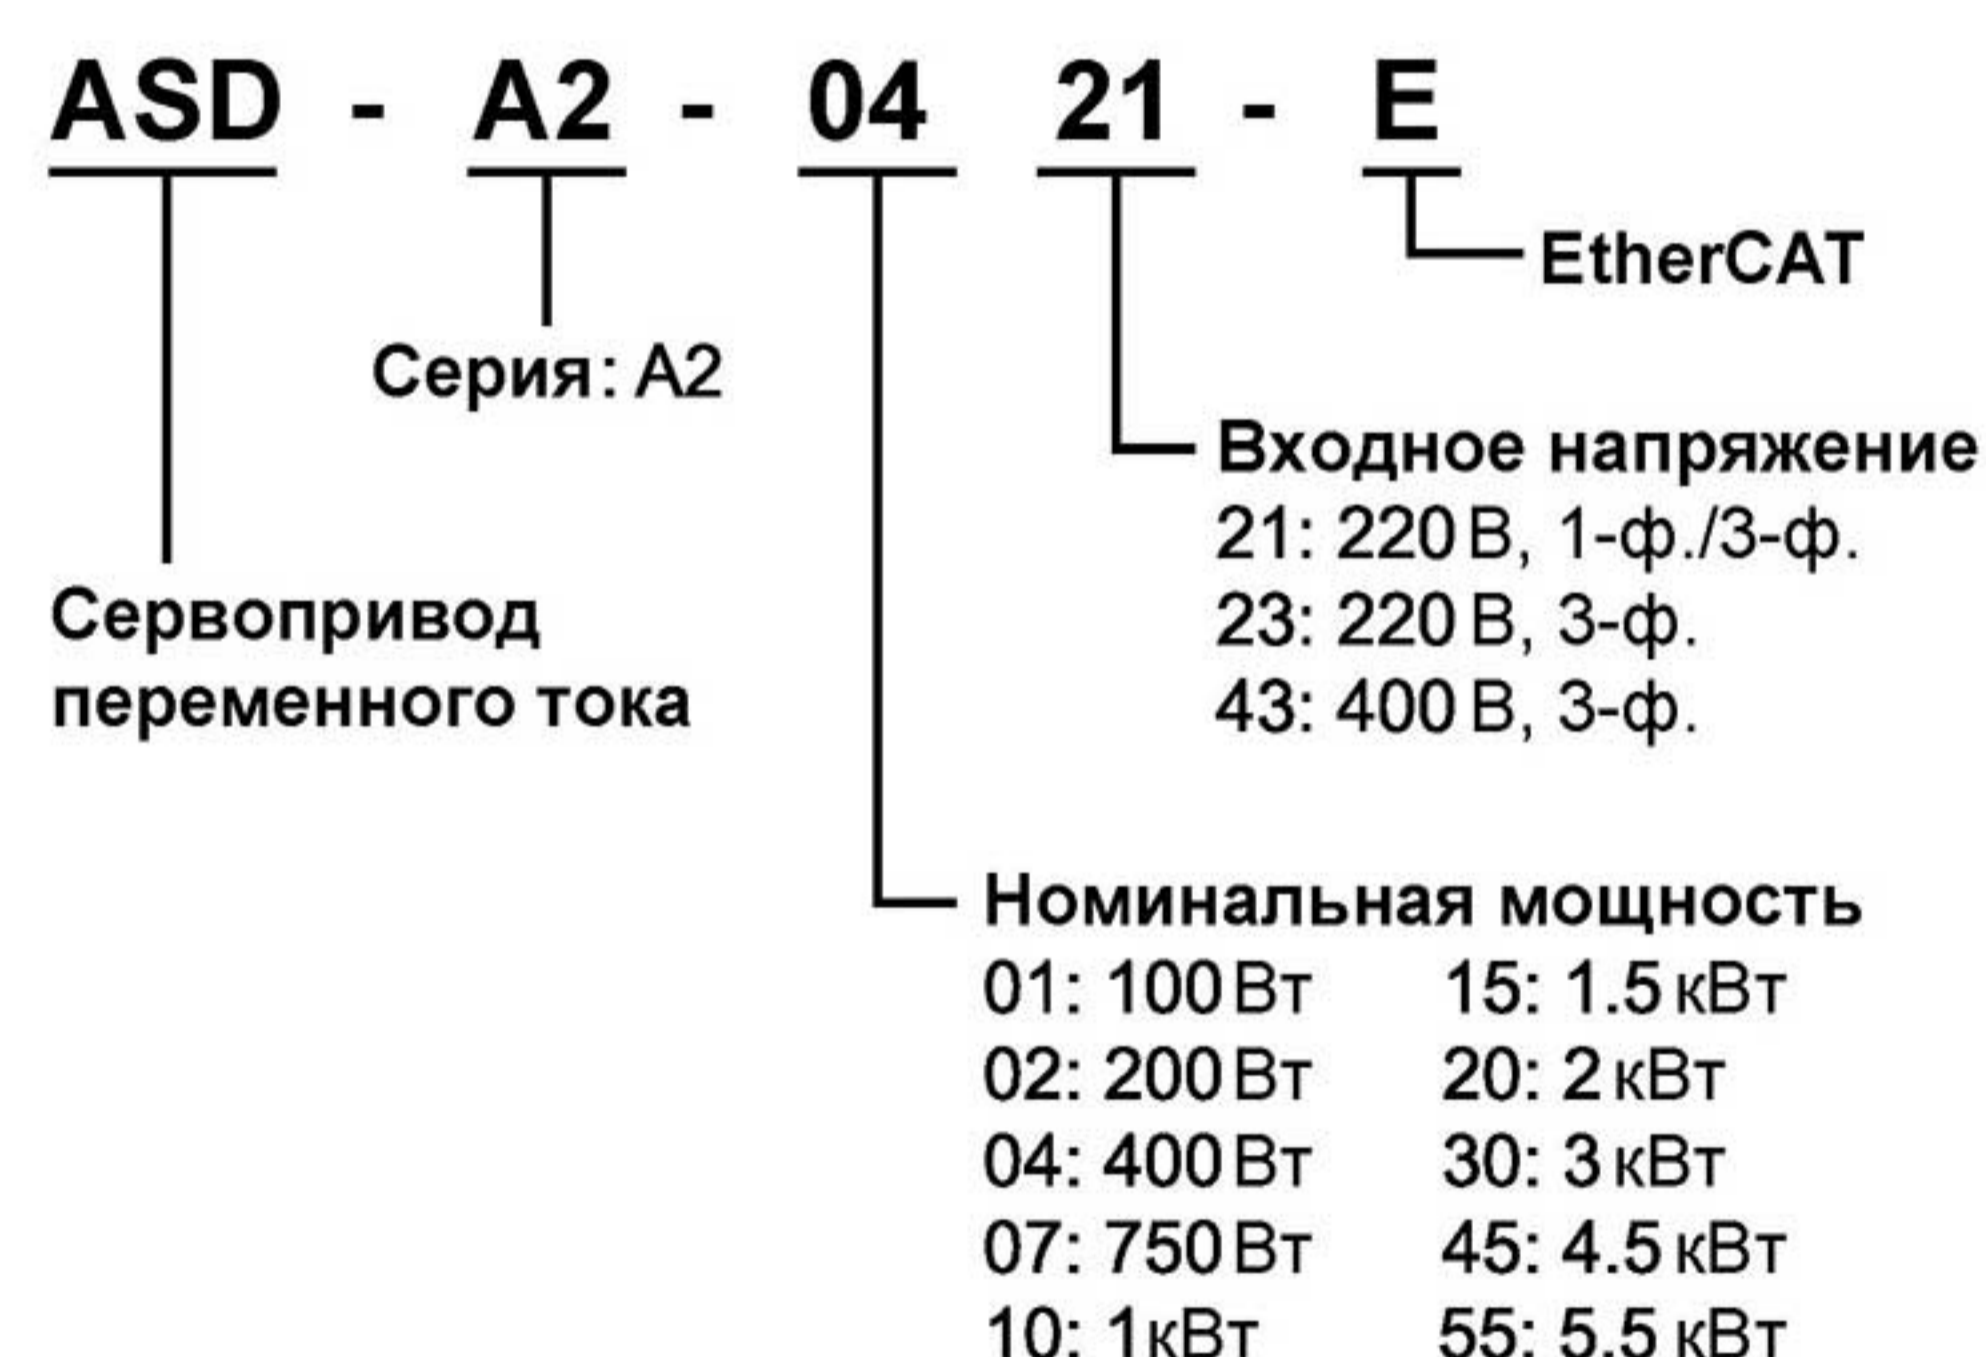 ASD - A2 - 04 21 - E
EtherCAT
Серия: A2
Входное напряжение
21: 220 В, 1-ф./3-ф.
23: 220 В, 3-ф.
43: 400 В, 3-ф.
Сервопривод
переменного тока
Номинальная мощность
01: 100 Вт 15: 1.5 кВт
02: 200 Вт 20: 2 кВт
04: 400 Вт 30: 3 кВт
07: 750 Вт 45: 4.5 кВт
10: 1кВт 55: 5.5 кВт